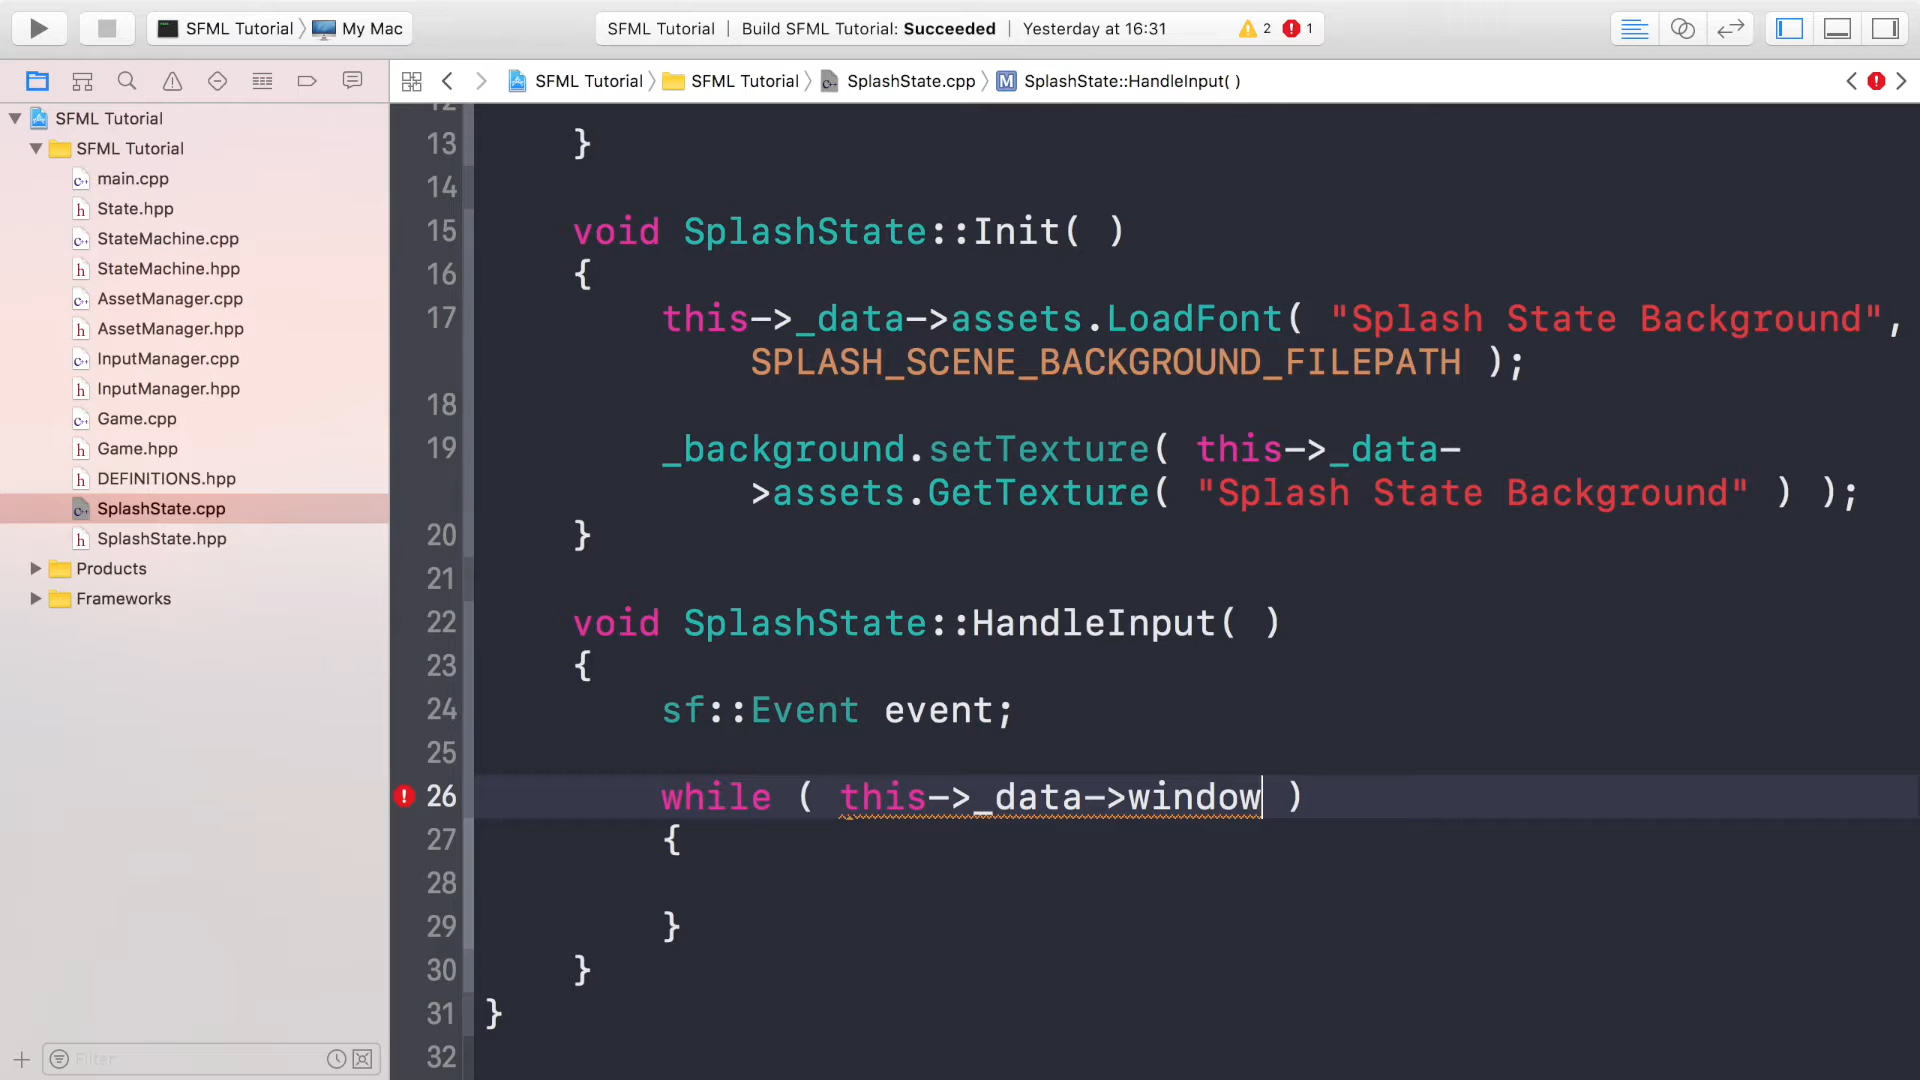 SFML Tutorial 〉 My Mac
SFML Tutorial | Build SFML Tutorial: Succeeded | Yesterday at 16:31
2
1
SFML Tutorial 〉 SFML Tutorial 〉 SplashState.cpp 〉 M SplashState::HandleInput( )
SFML Tutorial
SFML Tutorial
main.cpp
State.hpp
StateMachine.cpp
StateMachine.hpp
AssetManager.cpp
AssetManager.hpp
InputManager.cpp
InputManager.hpp
Game.cpp
Game.hpp
DEFINITIONS.hpp
SplashState.cpp
SplashState.hpp
Products
Frameworks
Filter
12
13 }
14
15 void SplashState::Init( )
16 {
17 this->_data->assets.LoadFont( "Splash State Background",
SPLASH_SCENE_BACKGROUND_FILEPATH );
18
19 _background.setTexture( this->_data-
>assets.GetTexture( "Splash State Background" ) );
20 }
21
22 void SplashState::HandleInput( )
23 {
24 sf::Event event;
25
26 while ( this->_data->window )
27 {
28
29 }
30 }
31 }
32